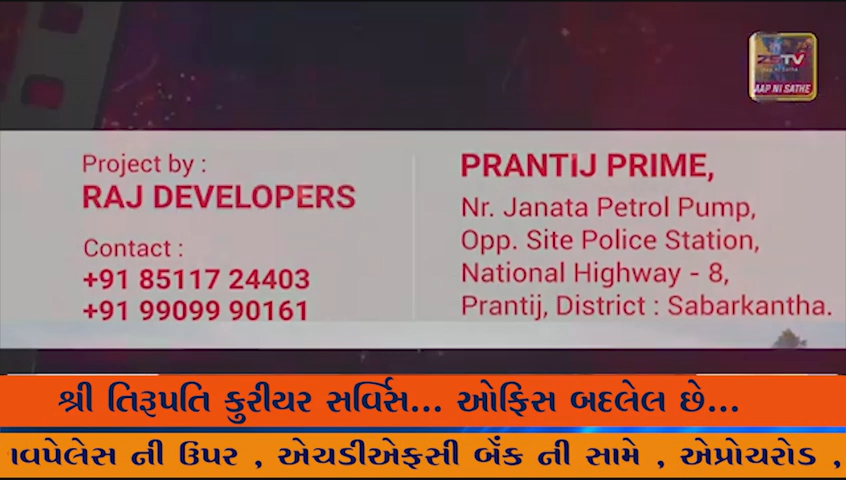 ZSTV
AAP NI SATHE
Project by :
RAJ DEVELOPERS
Contact :
+91 85117 24403
+91 99099 90161
PRANTIJ PRIME,
Nr. Janata Petrol Pump,
Opp. Site Police Station,
National Highway - 8,
Prantij, District : Sabarkantha.
શ્રી તિરૂપતિ કુરીયર સર્વિસ... ઓફિસ બદલેલ છે...
ની ઉપર , એચડીએફસી બેંક ની સામે , એપ્રોચરોડ ,